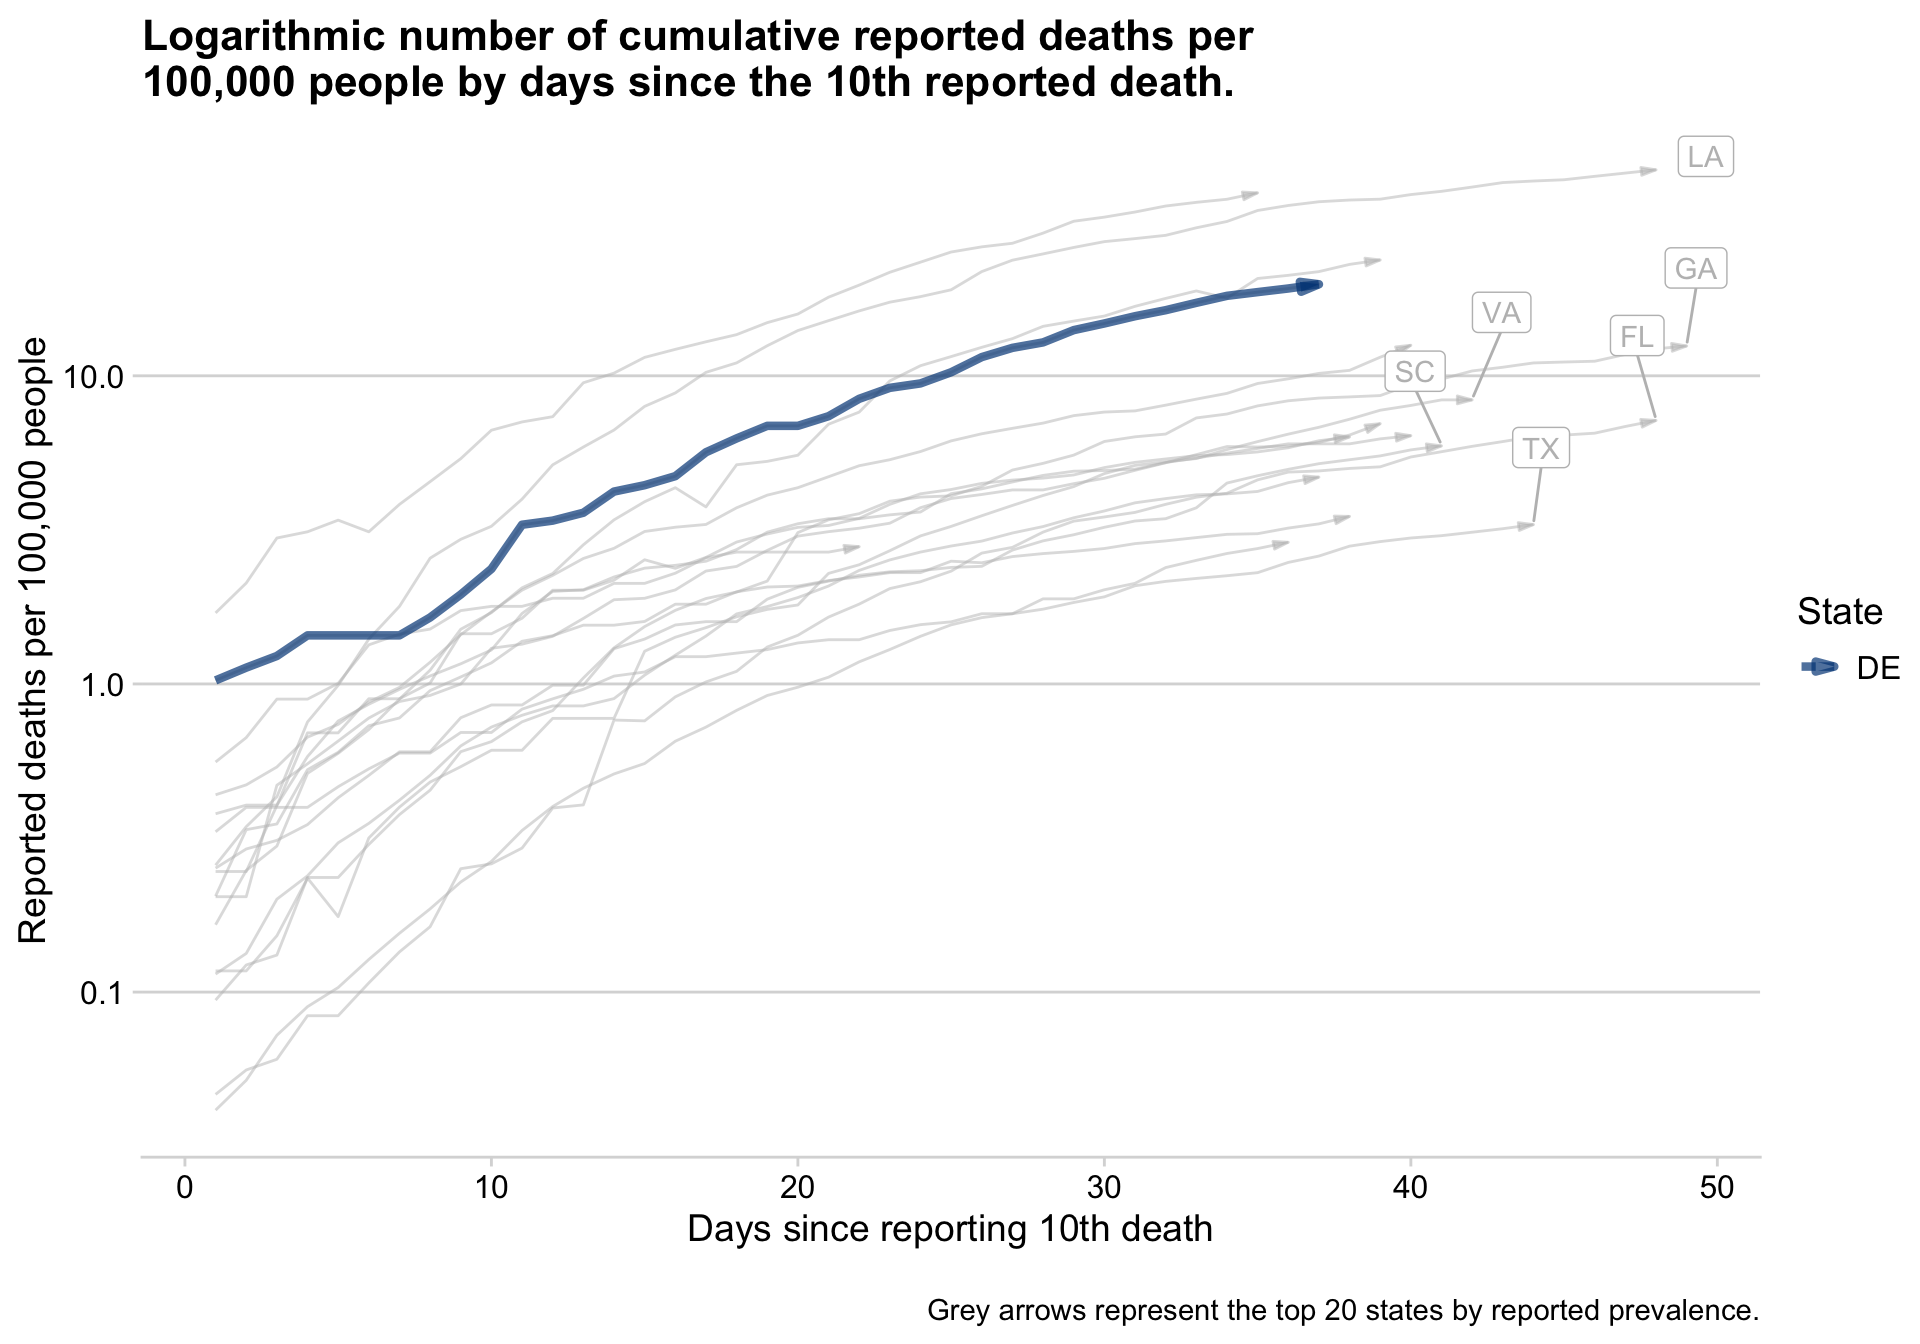 Logarithmic number of cumulative reported deaths per
100,000 people by days since the 10th reported death.
Reported deaths per 100,000 people
10.0
1.0
0.1
LA
GA
VA
FL
SC
TX
State
DE
0
10
20
30
40
50
Days since reporting 10th death
Grey arrows represent the top 20 states by reported prevalence.